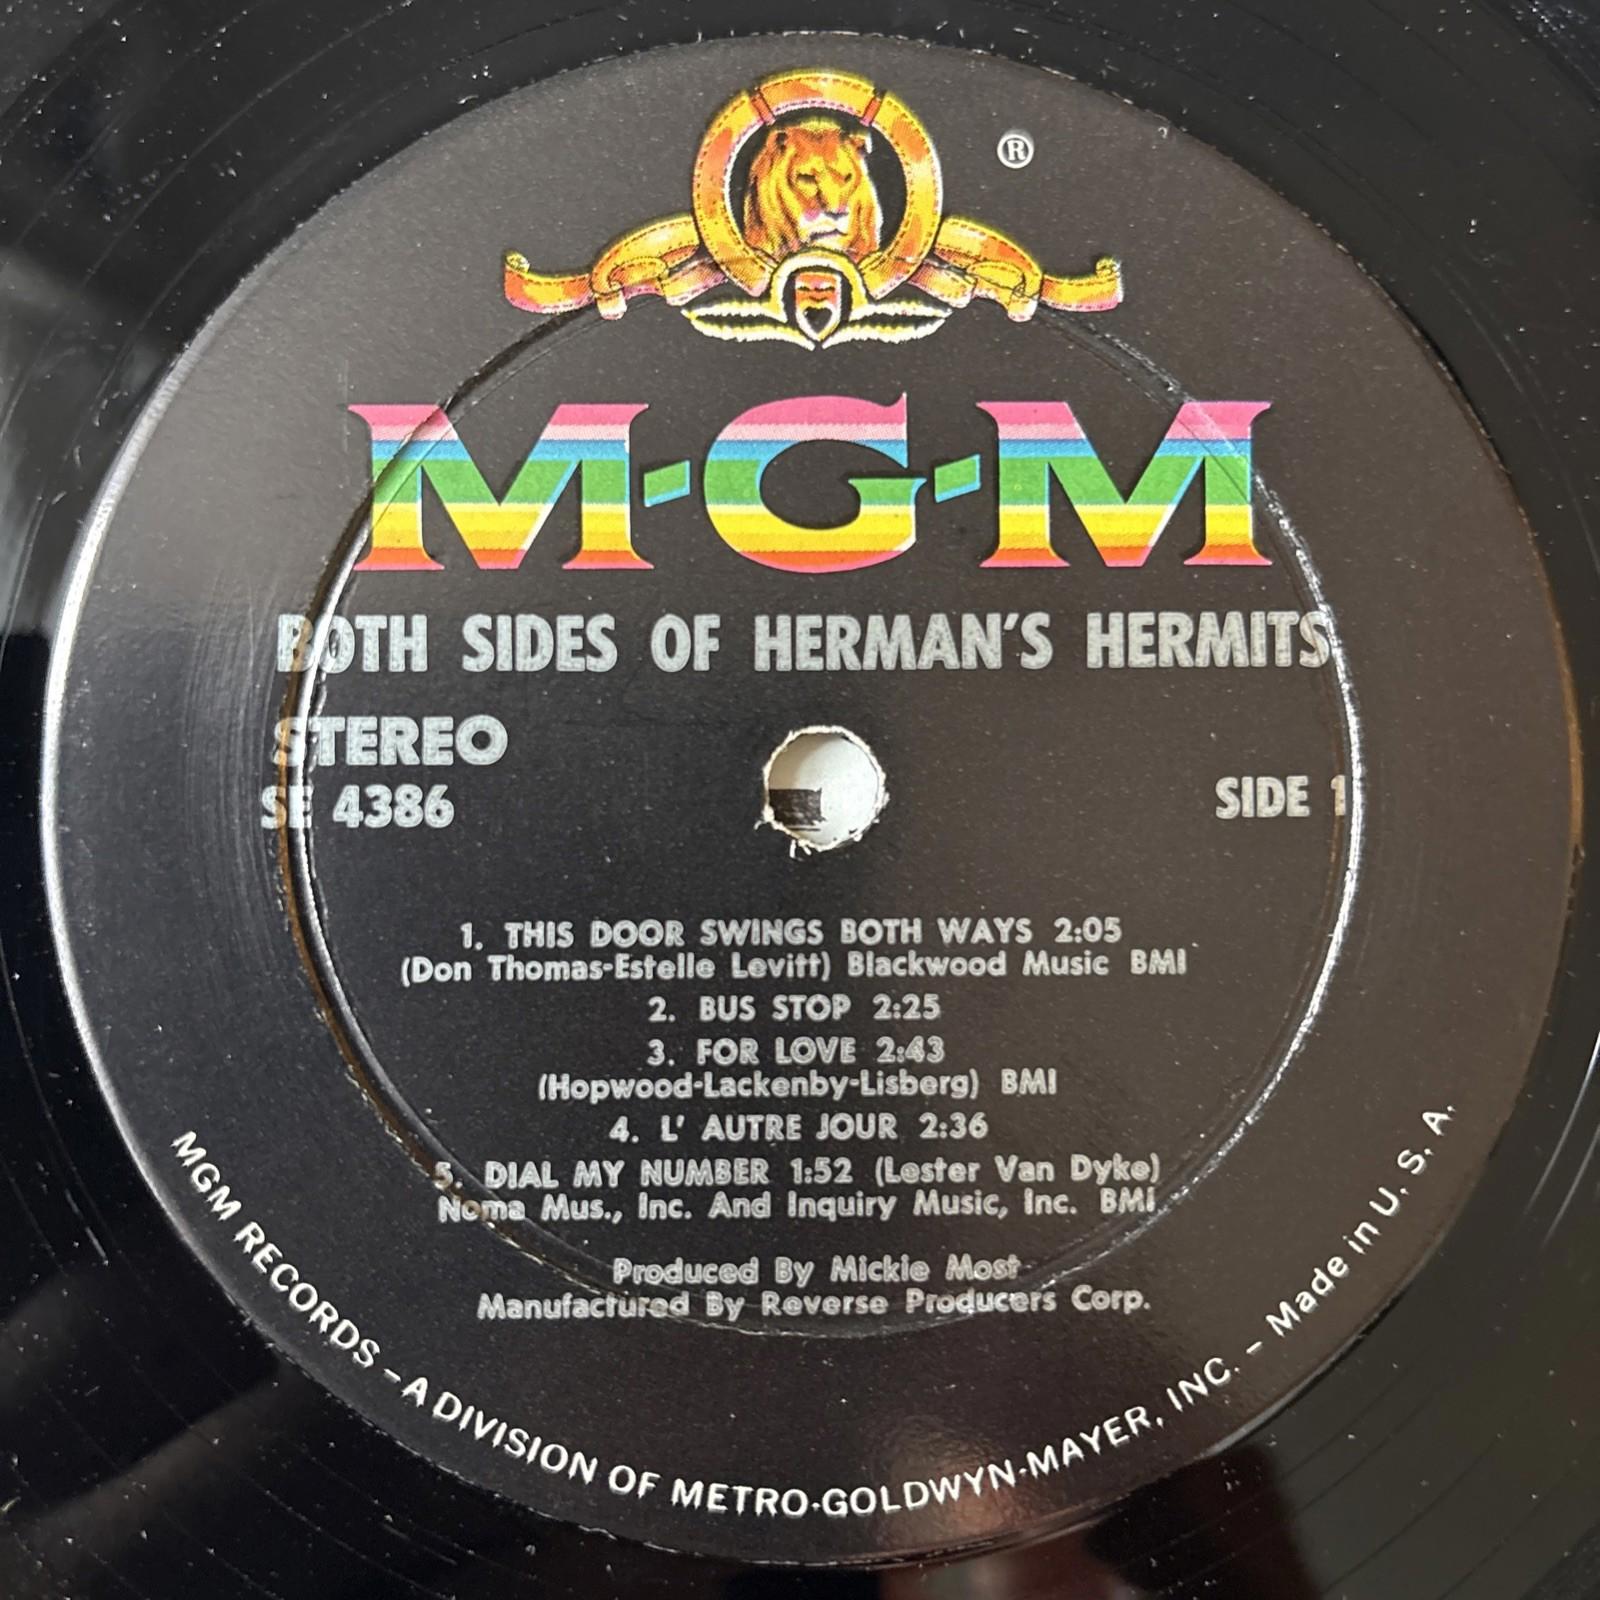 ®
M-G-M
BOTH SIDES OF HERMAN'S HERMITS
STEREO
SE 4386
SIDE 1
1. THIS DOOR SWINGS BOTH WAYS 2:05
(Don Thomas-Estelle Levitt) Blackwood Music BMI
2. BUS STOP 2:25
3. FOR LOVE 2:43
(Hopwood-Lackenby-Lisberg) BMI
4. L' AUTRE JOUR 2:36
5. DIAL MY NUMBER 1:52 (Lester Van Dyke)
Noma Mus., Inc. And Inquiry Music, Inc. BMI
Produced By Mickie Most
Manufactured By Reverse Producers Corp.
MGM RECORDS – A DIVISION OF METRO-GOLDWYN-MAYER, INC. – Made in U. S. A.